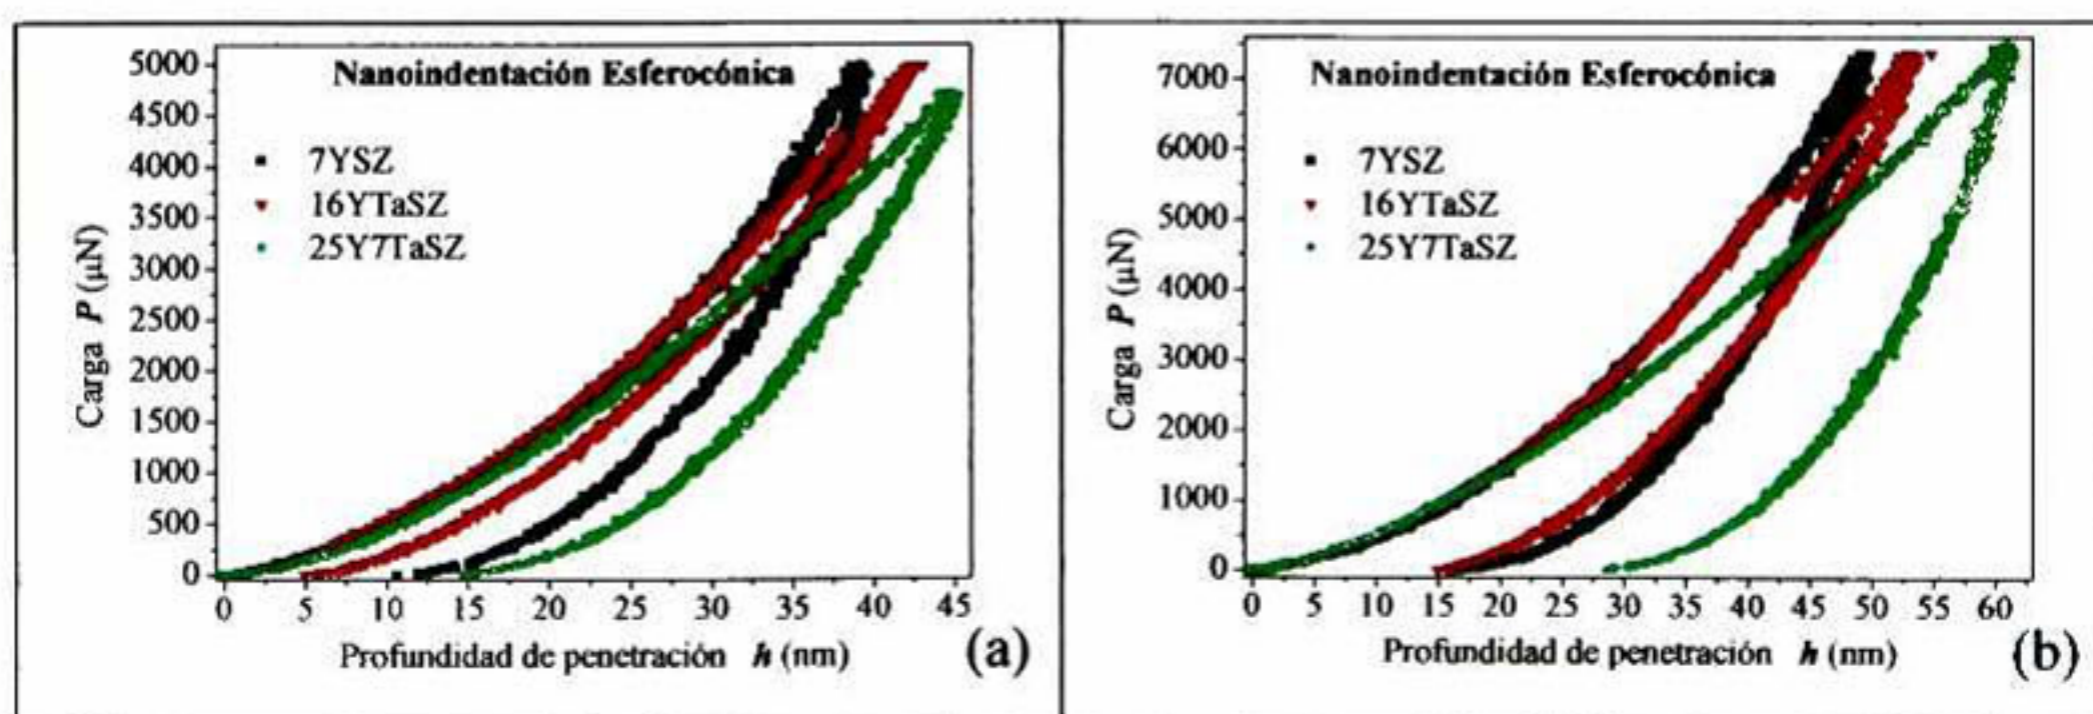 Nanoindentación Esferocónica
7YSZ
16YTaSZ
25Y7TaSZ
5000
4500
4000
3500
3000
2500
2000
1500
1000
500
0
Carga P (µN)
0 5 10 15 20 25 30 35 40 45
Profundidad de penetración h (nm)
(a)
Nanoindentación Esferocónica
7YSZ
16YTaSZ
25Y7TaSZ
7000
6000
5000
4000
3000
2000
1000
0
Carga P (µN)
0 5 10 15 20 25 30 35 40 45 50 55 60
Profundidad de penetración h (nm)
(b)